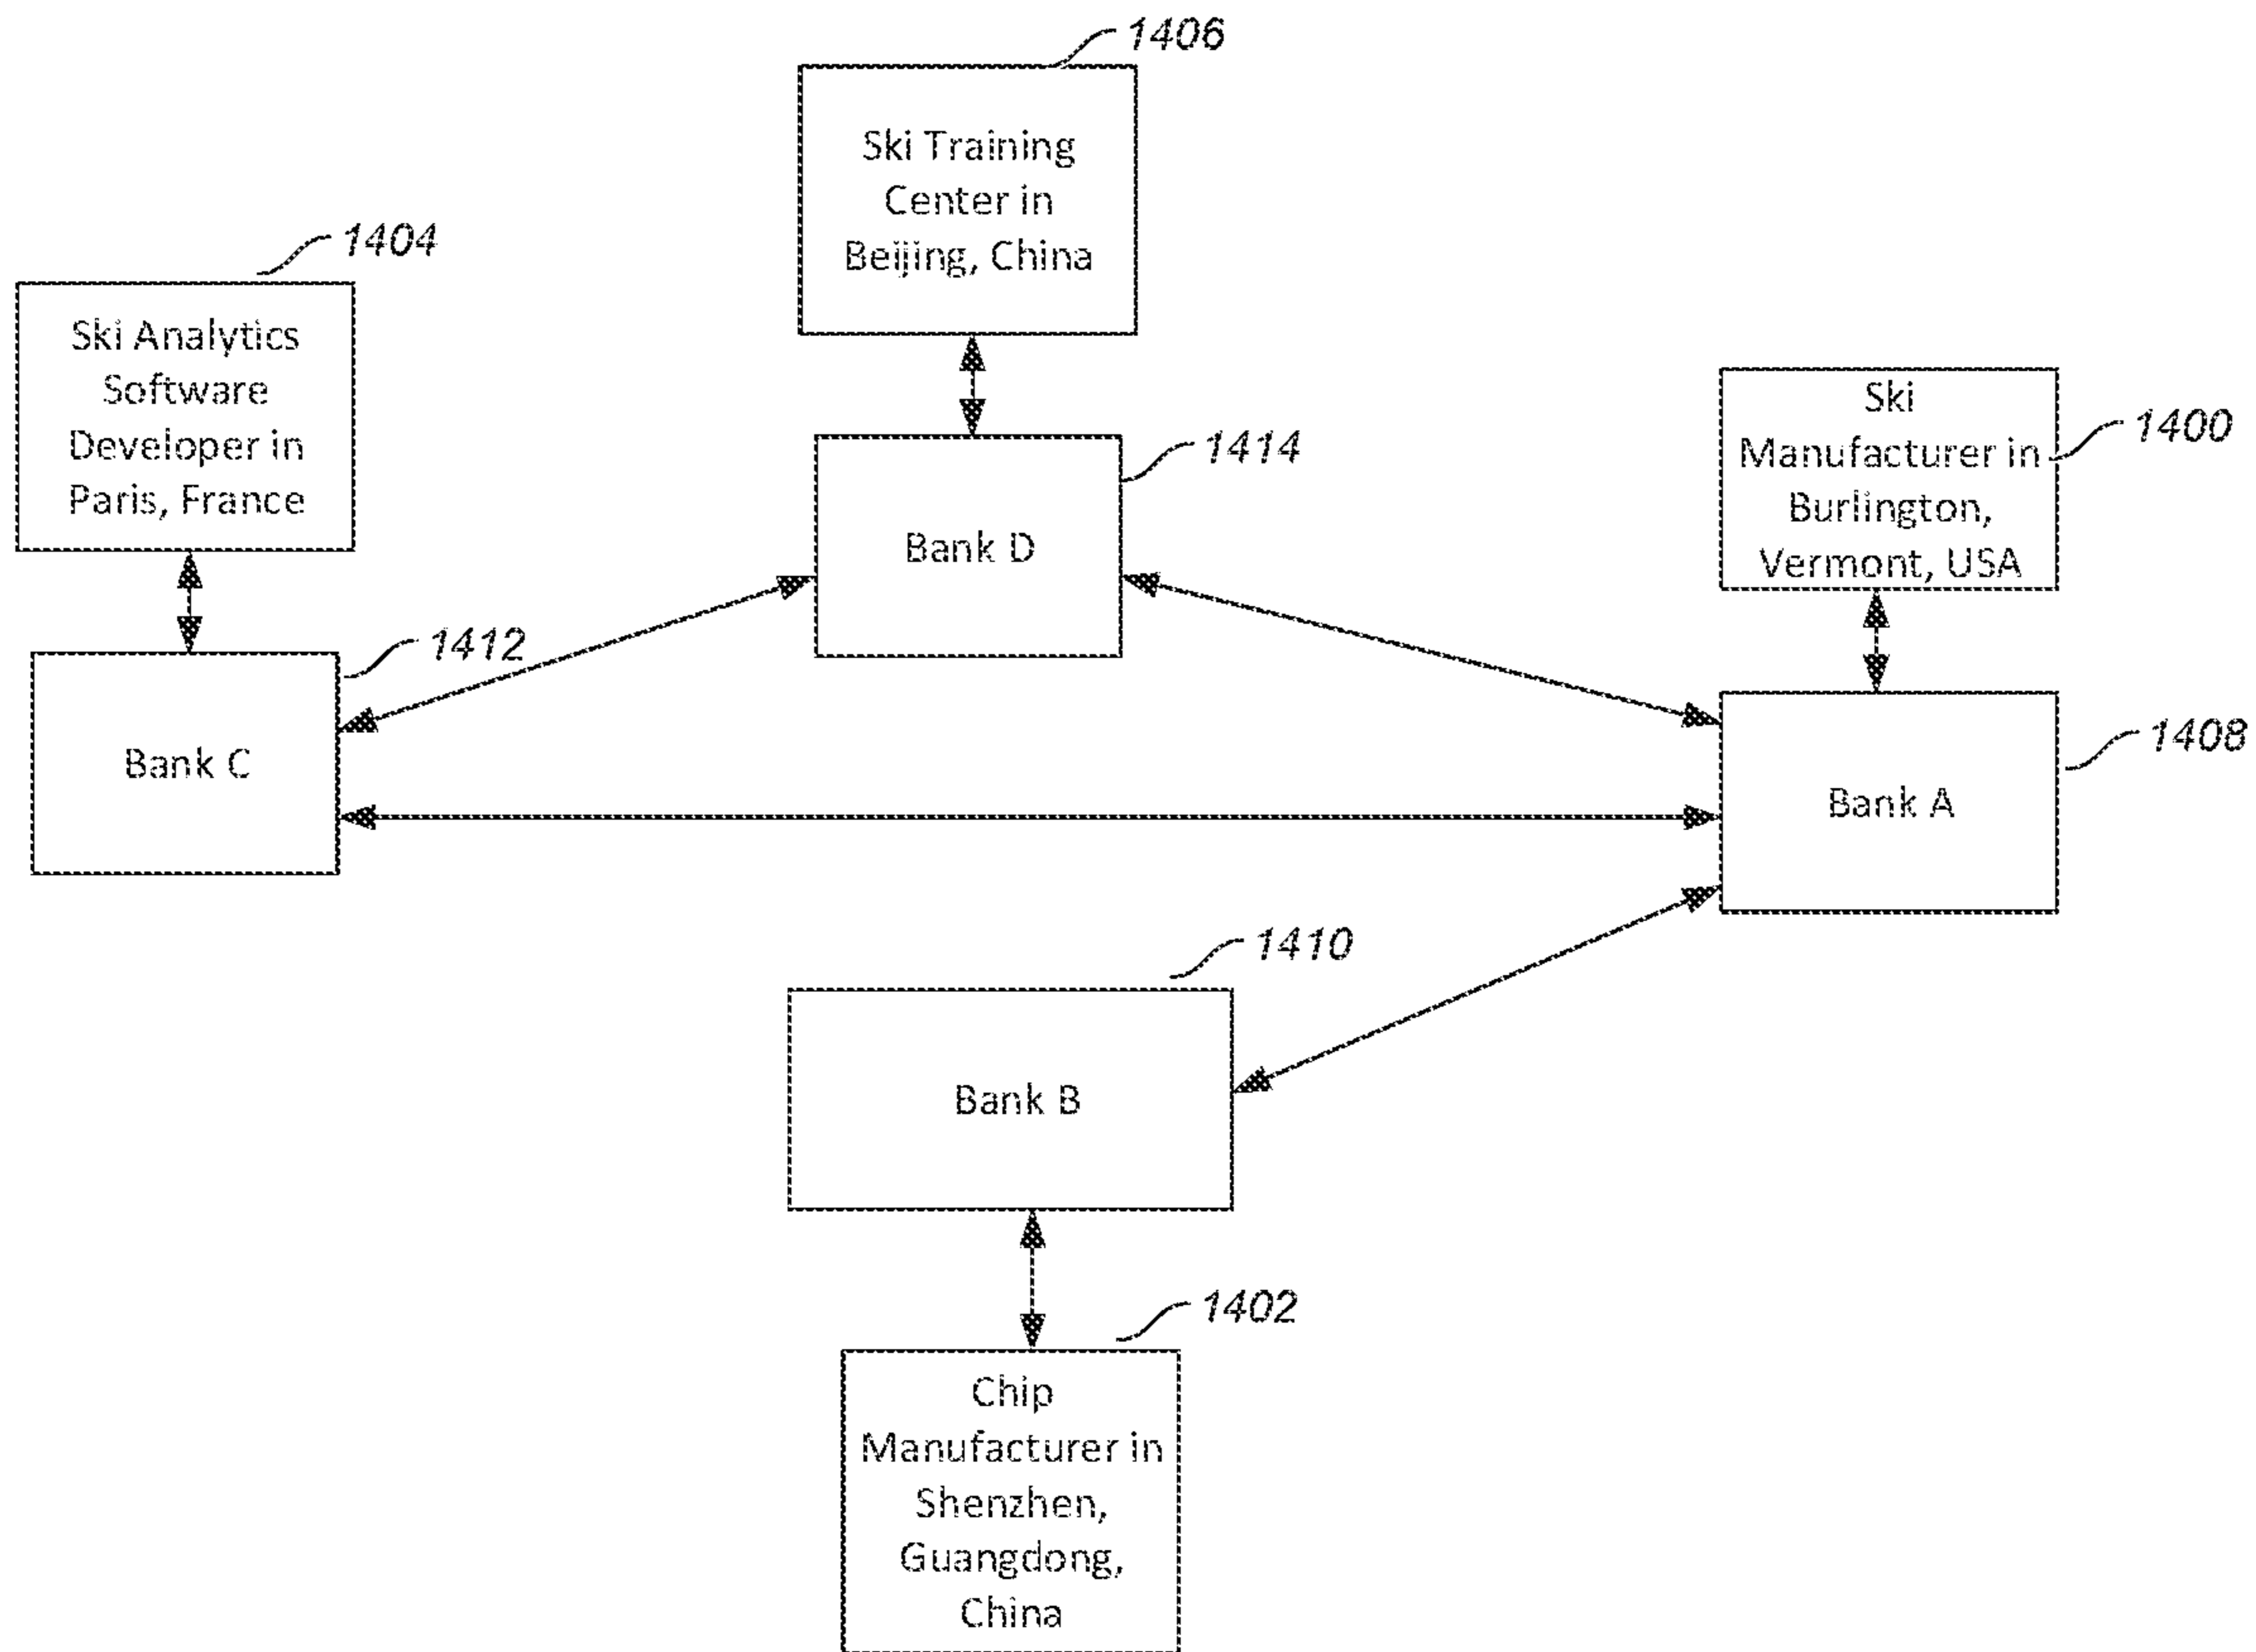 1406
Ski Training
Center in
Beijing, China
1404
Ski Analytics
Software
Developer in
Paris, France
1400
Ski
Manufacturer in
Burlington,
Vermont, USA
1414
Bank D
1412
Bank C
1408
Bank A
1410
Bank B
1402
Chip
Manufacturer in
Shenzhen,
Guangdong,
China